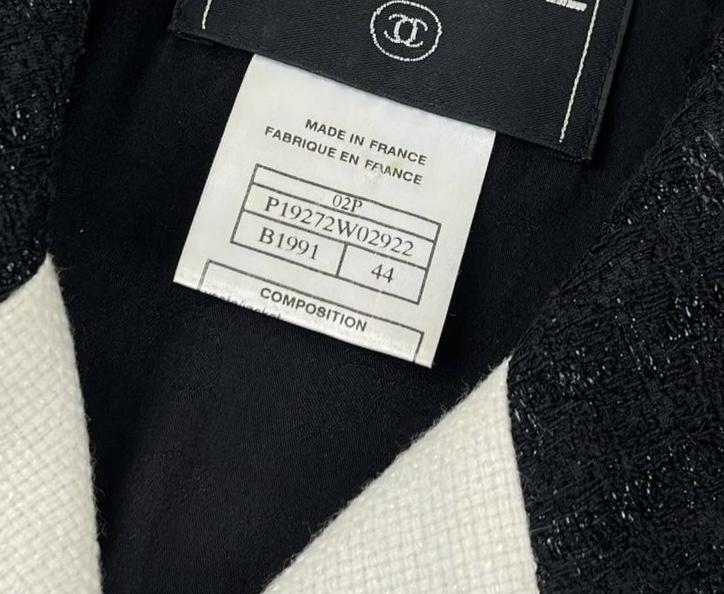 MADE IN FRANCE
FABRIQUE EN FRANCE
02P
P19272W02922
B1991 44
COMPOSITION